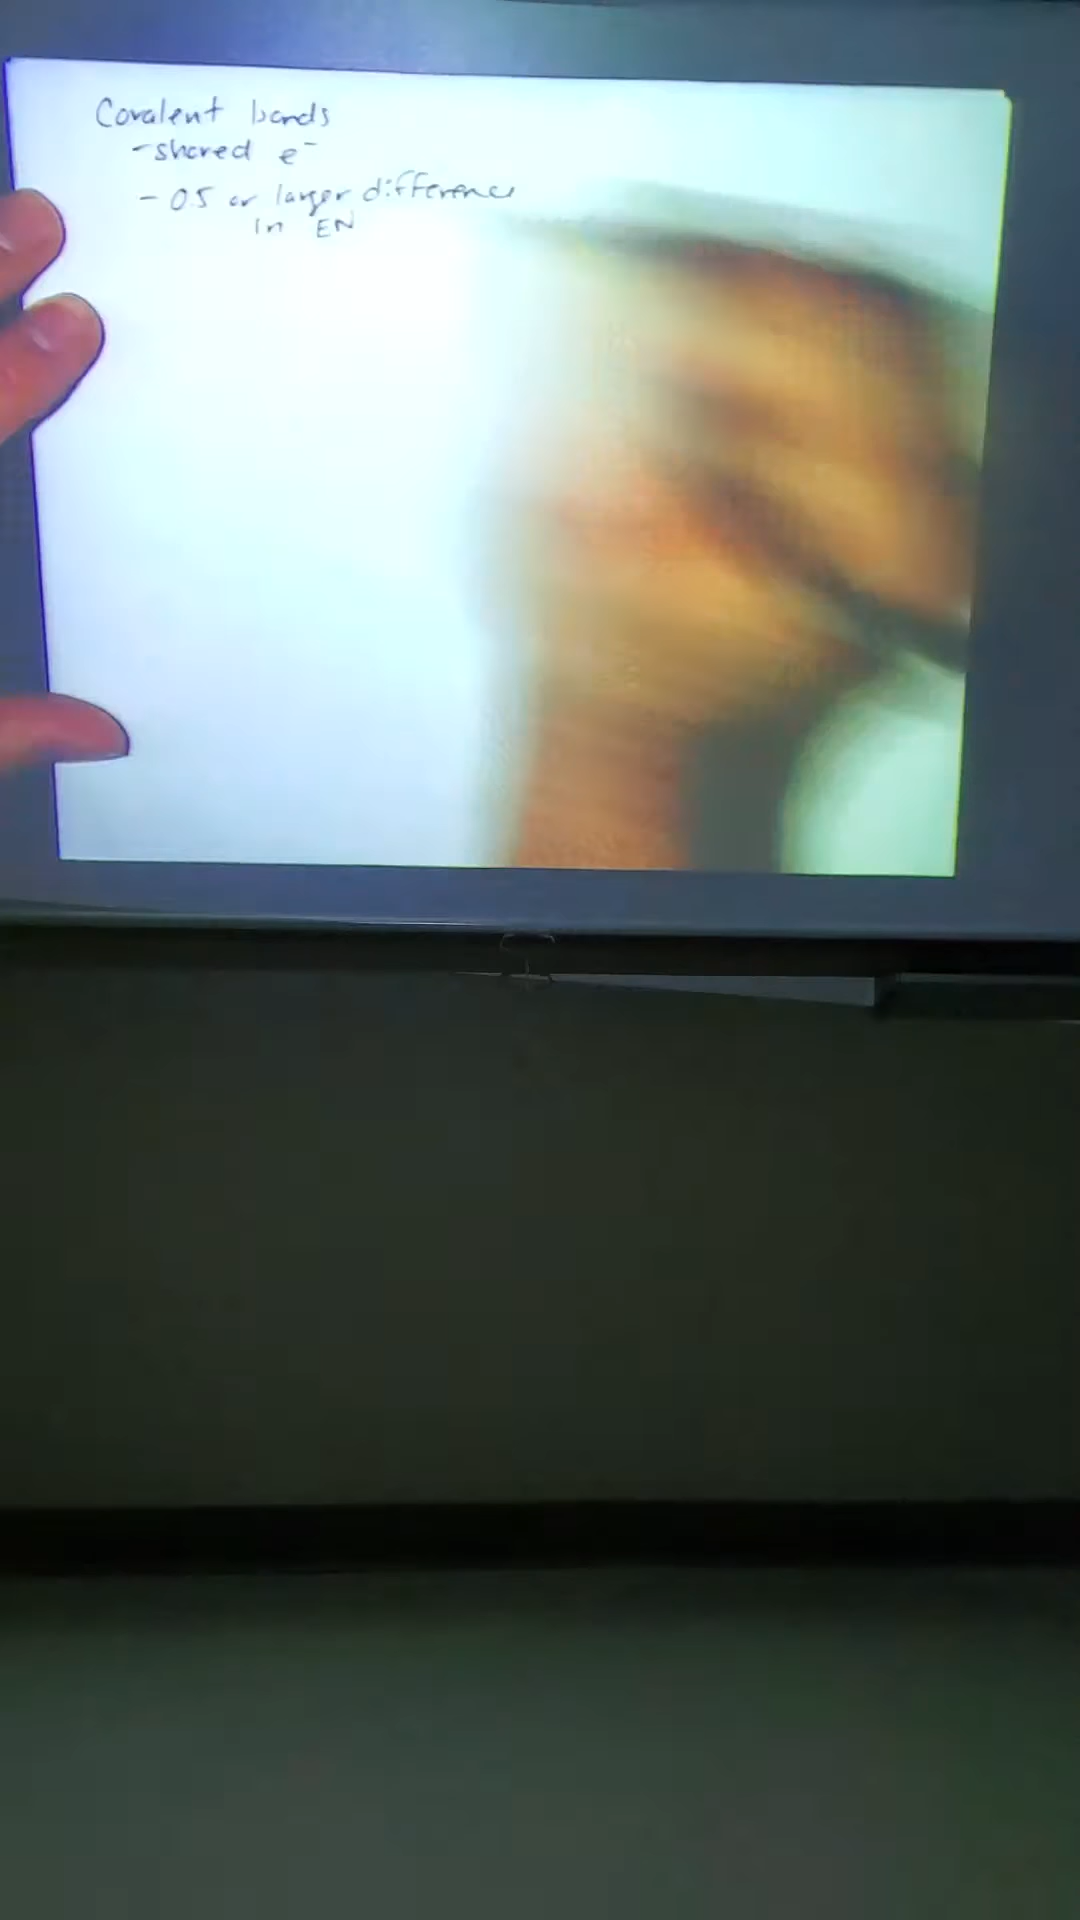 Covalent bonds
- shared e⁻
- 0.5 or larger difference
in EN